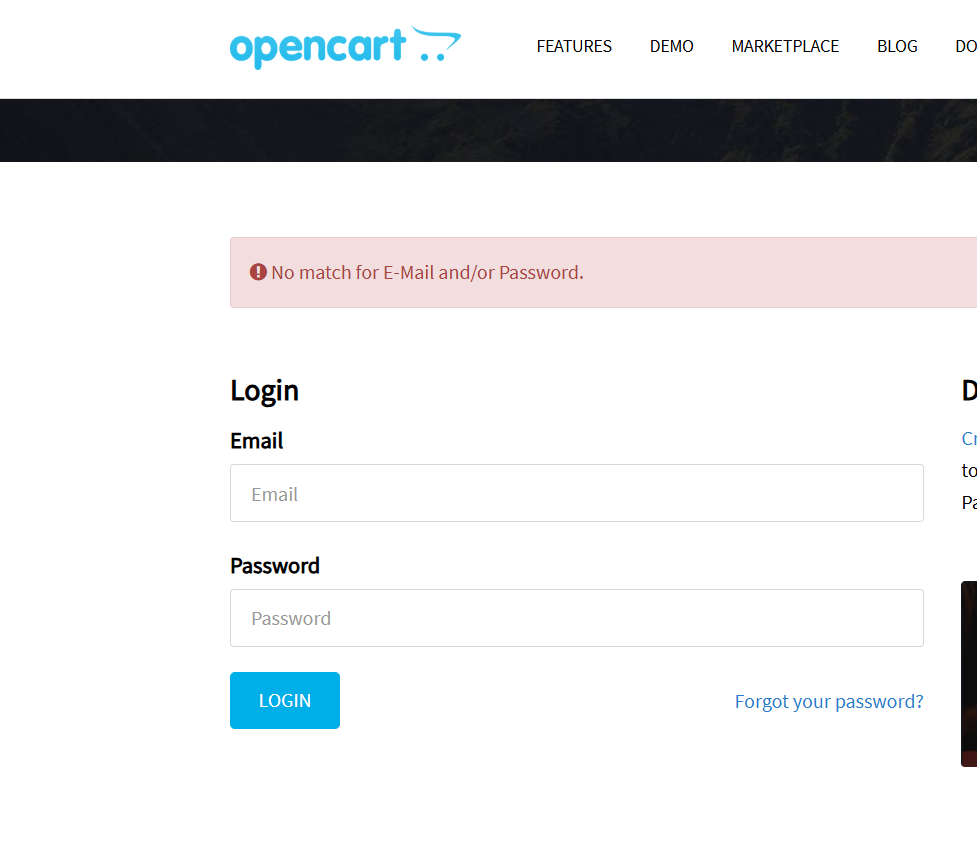 opencart
FEATURES DEMO MARKETPLACE BLOG
No match for E-Mail and/or Password.
Login
Email
Email
Password
Password
LOGIN
Forgot your password?
to